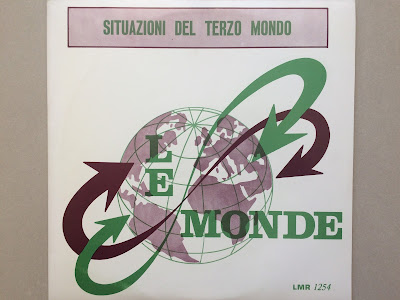 SITUAZIONI DEL TERZO MONDO
LE
MONDE
LMR 1254